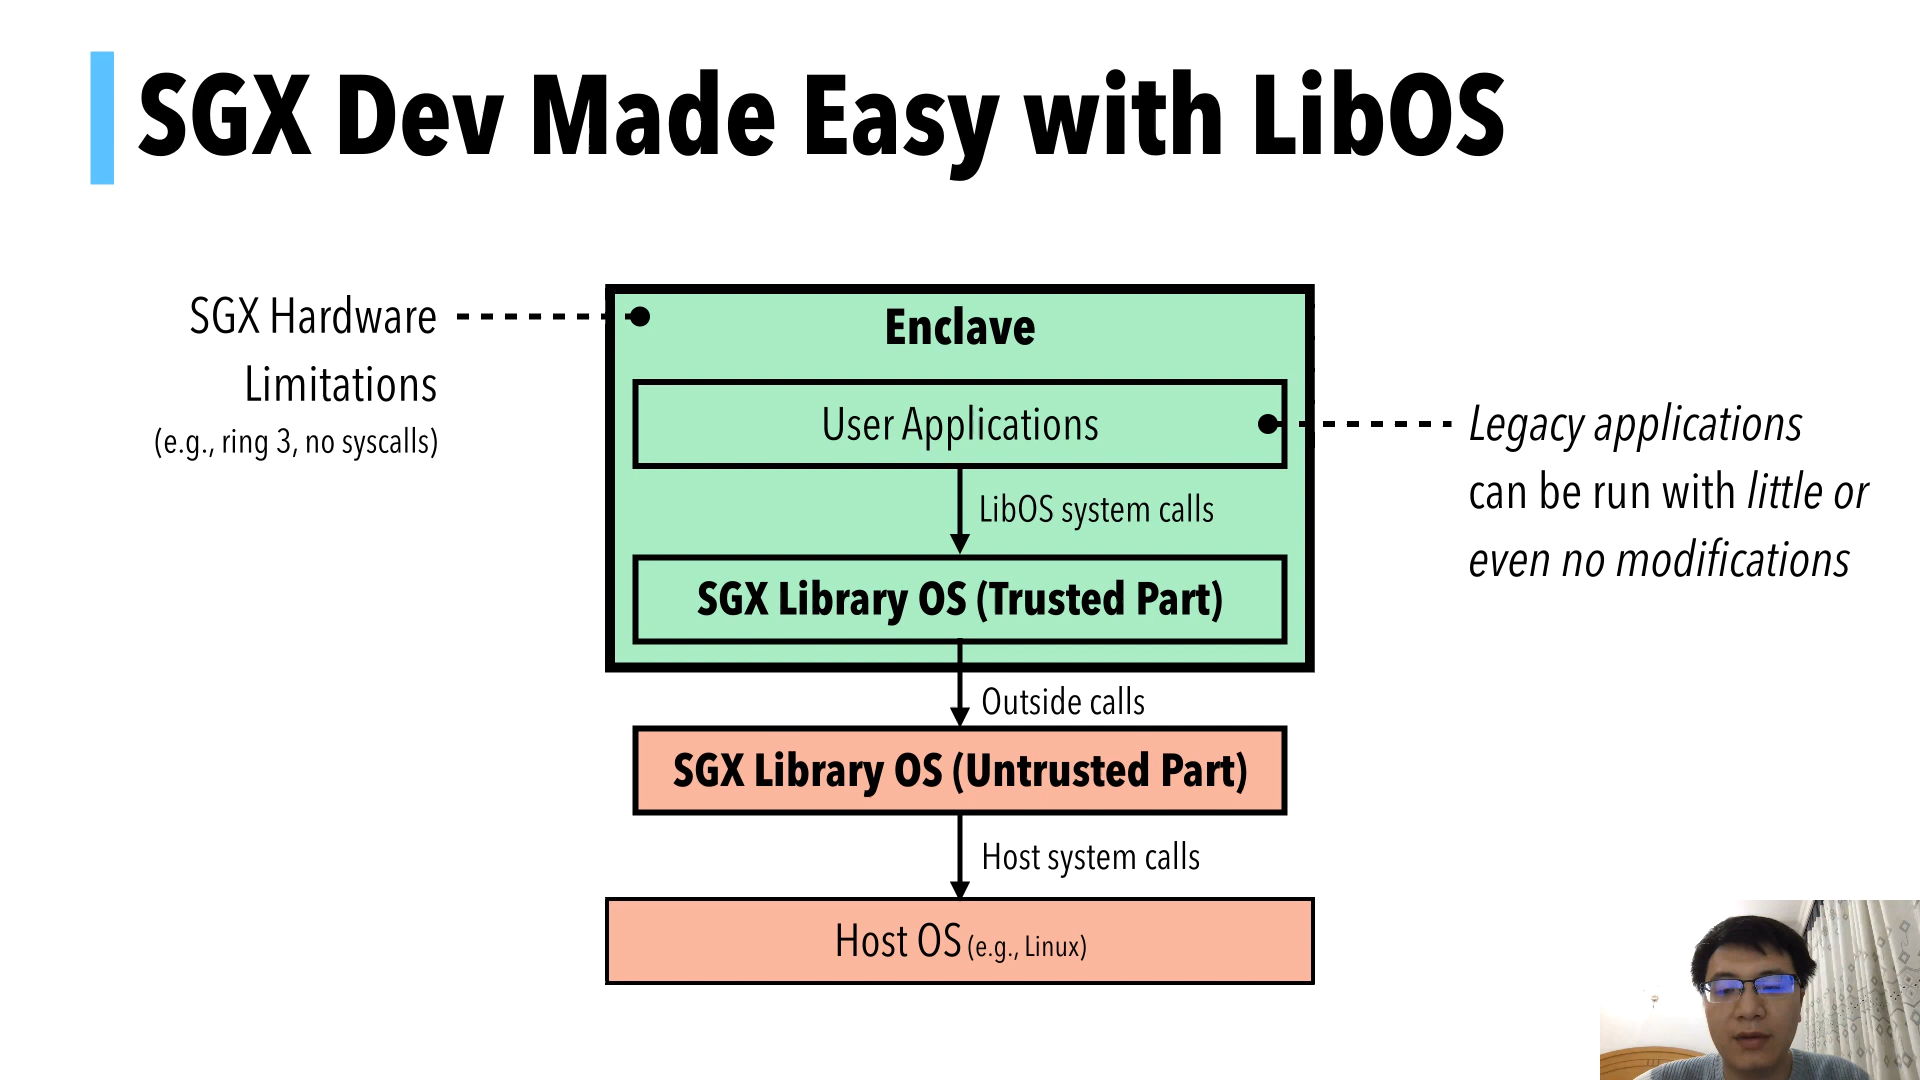 SGX Dev Made Easy with LibOS
SGX Hardware
Limitations
(e.g., ring 3, no syscalls)
Enclave
User Applications
LibOS system calls
SGX Library OS (Trusted Part)
Outside calls
SGX Library OS (Untrusted Part)
Host system calls
Host OS (e.g., Linux)
Legacy applications
can be run with little or
even no modifications